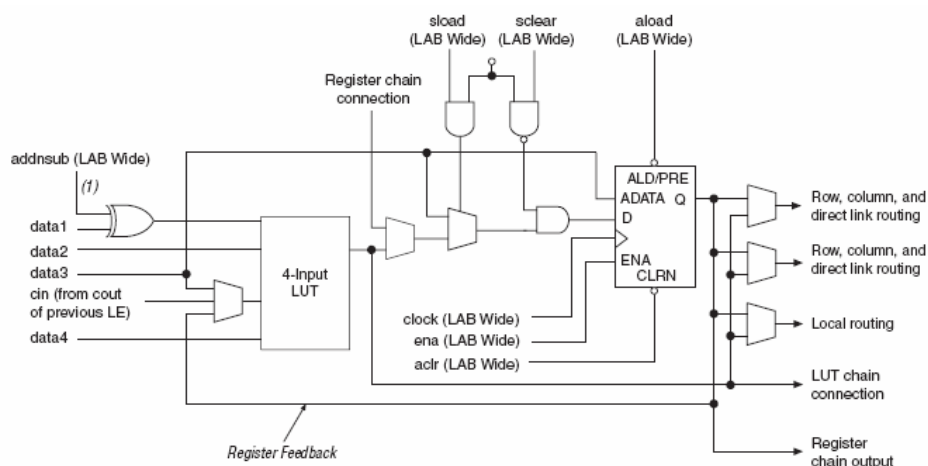 sload
(LAB Wide)
sclear
(LAB Wide)
aload
(LAB Wide)
Register chain
connection
addnsub (LAB Wide)
(1)
data1
data2
data3
cin (from cout
of previous LE)
data4
4-Input
LUT
ALD/PRE
ADATA Q
D
ENA
CLRN
clock (LAB Wide)
ena (LAB Wide)
aclr (LAB Wide)
Row, column, and
direct link routing
Row, column, and
direct link routing
Local routing
LUT chain
connection
Register
chain output
Register Feedback